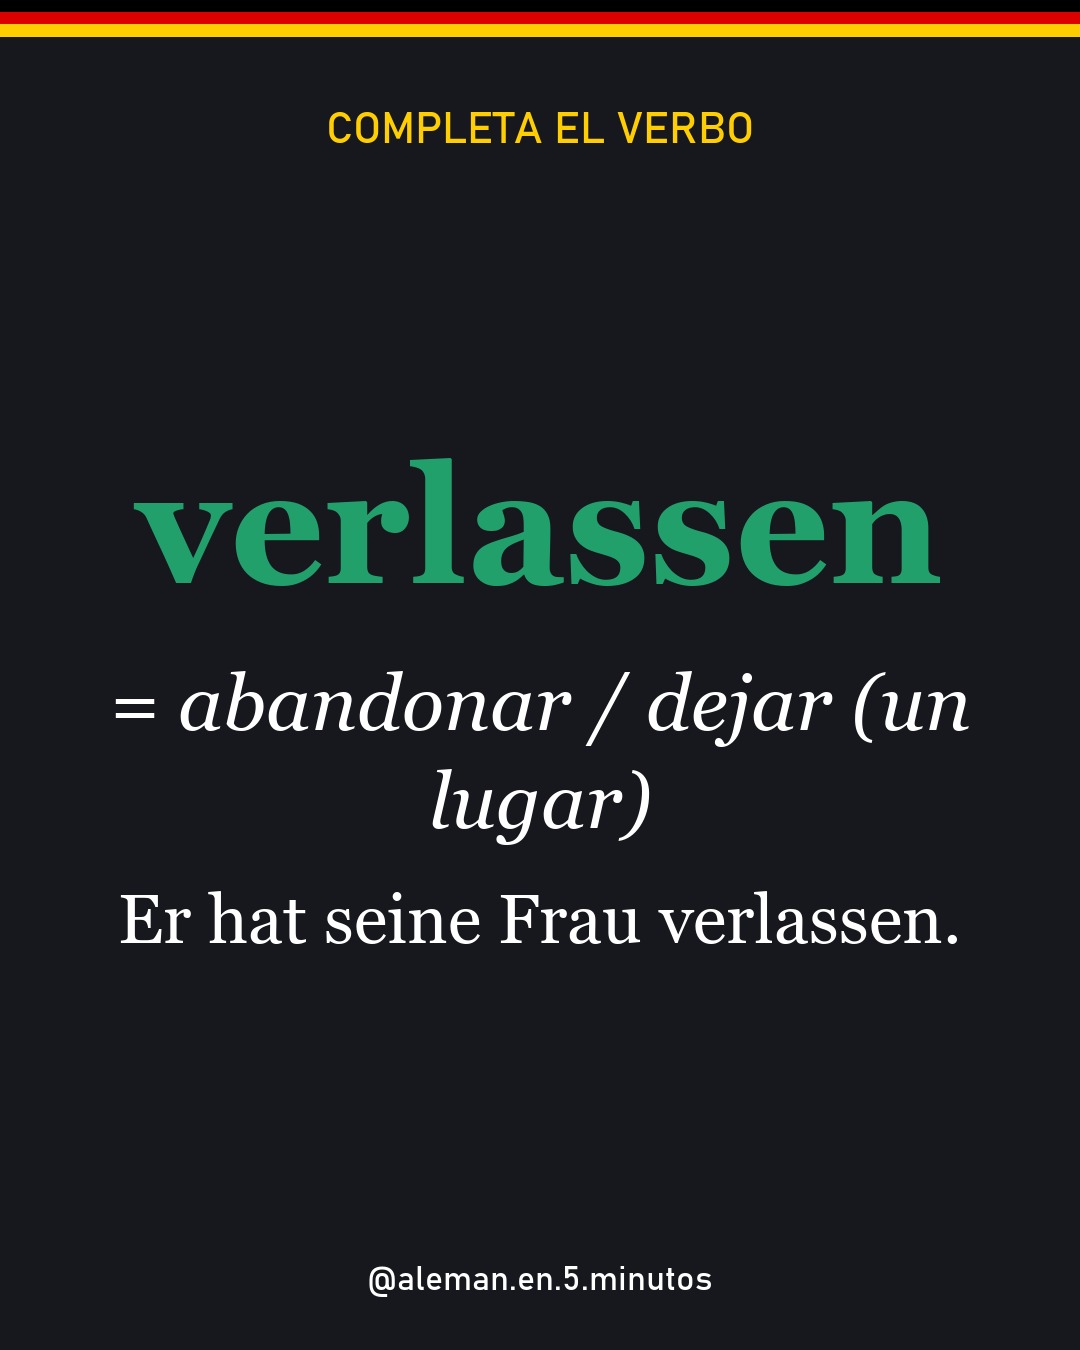 COMPLETA EL VERBO
verlassen
= abandonar / dejar (un
lugar)
Er hat seine Frau verlassen.
@aleman.en.5.minutos